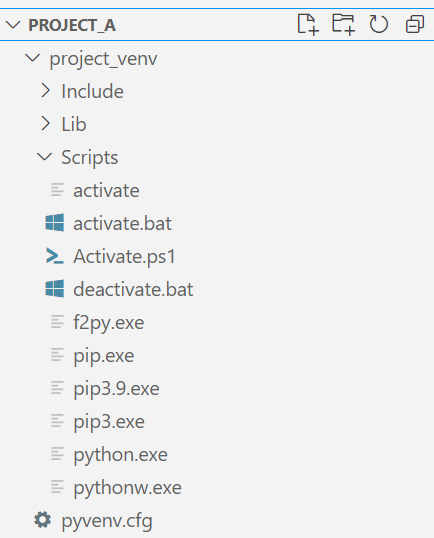 PROJECT_A
project_venv
Include
Lib
Scripts
activate
activate.bat
Activate.ps1
deactivate.bat
f2py.exe
pip.exe
pip3.9.exe
pip3.exe
python.exe
pythonw.exe
pyvenv.cfg